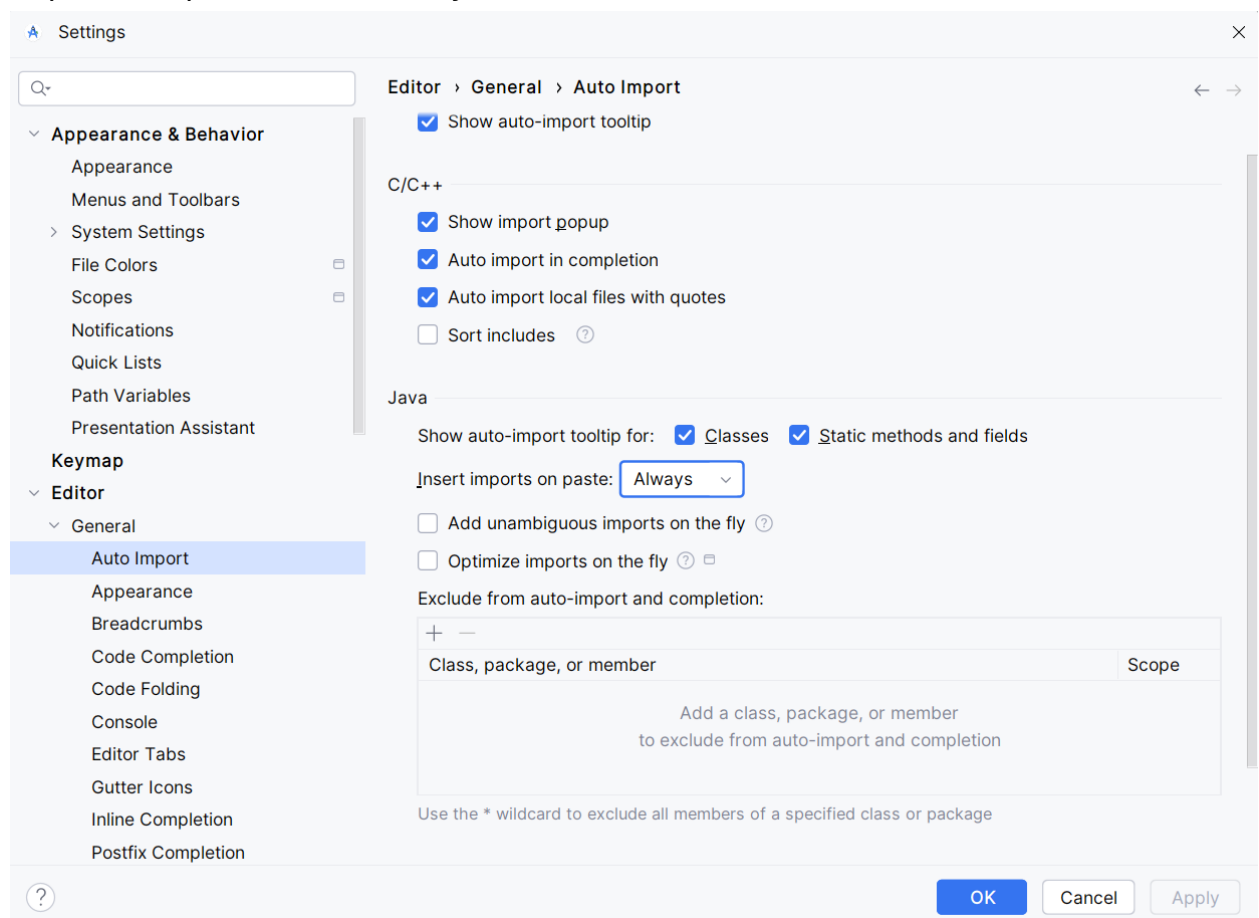 Settings
Editor › General › Auto Import
Appearance & Behavior
Appearance
Menus and Toolbars
System Settings
File Colors
Scopes
Notifications
Quick Lists
Path Variables
Presentation Assistant
Keymap
Editor
General
Auto Import
Appearance
Breadcrumbs
Code Completion
Code Folding
Console
Editor Tabs
Gutter Icons
Inline Completion
Postfix Completion
Show auto-import tooltip
C/C++
Show import popup
Auto import in completion
Auto import local files with quotes
Sort includes ?
Java
Show auto-import tooltip for: Classes Static methods and fields
Insert imports on paste: Always
Add unambiguous imports on the fly ?
Optimize imports on the fly ?
Exclude from auto-import and completion:
Class, package, or member Scope
Add a class, package, or member
to exclude from auto-import and completion
Use the * wildcard to exclude all members of a specified class or package
? OK Cancel Apply